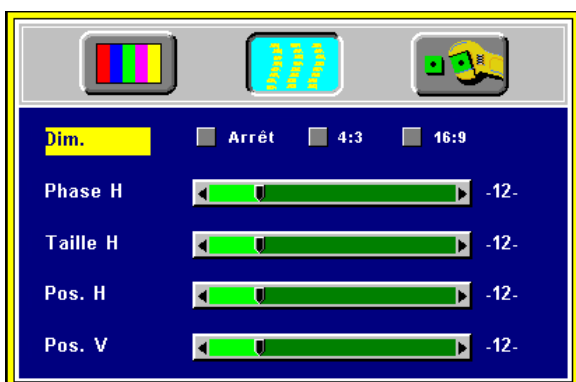 Dim. Arrêt 4:3 16:9
Phase H -12-
Taille H -12-
Pos. H -12-
Pos. V -12-